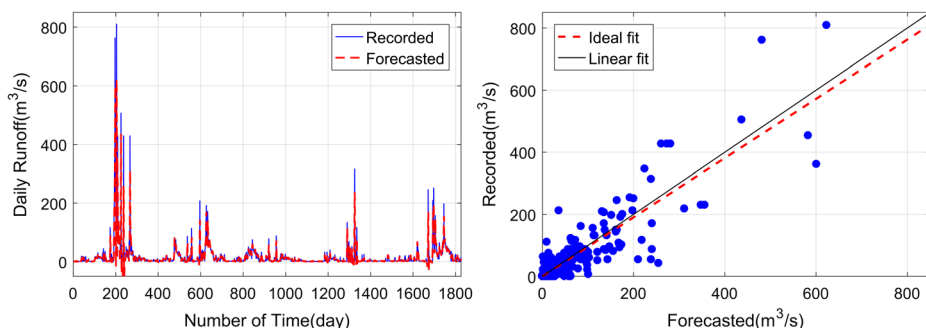 800
600
400
200
0
Daily Runoff(m³/s)
Recorded
Forecasted
0 200 400 600 800 1000 1200 1400 1600 1800
Number of Time(day)
800
600
400
200
0
Recorded(m³/s)
Ideal fit
Linear fit
0 200 400 600 800
Forecasted(m³/s)